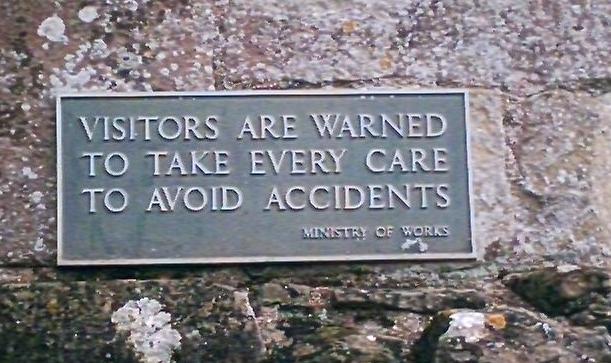 VISITORS ARE WARNED
TO TAKE EVERY CARE
TO AVOID ACCIDENTS
MINISTRY OF WORKS